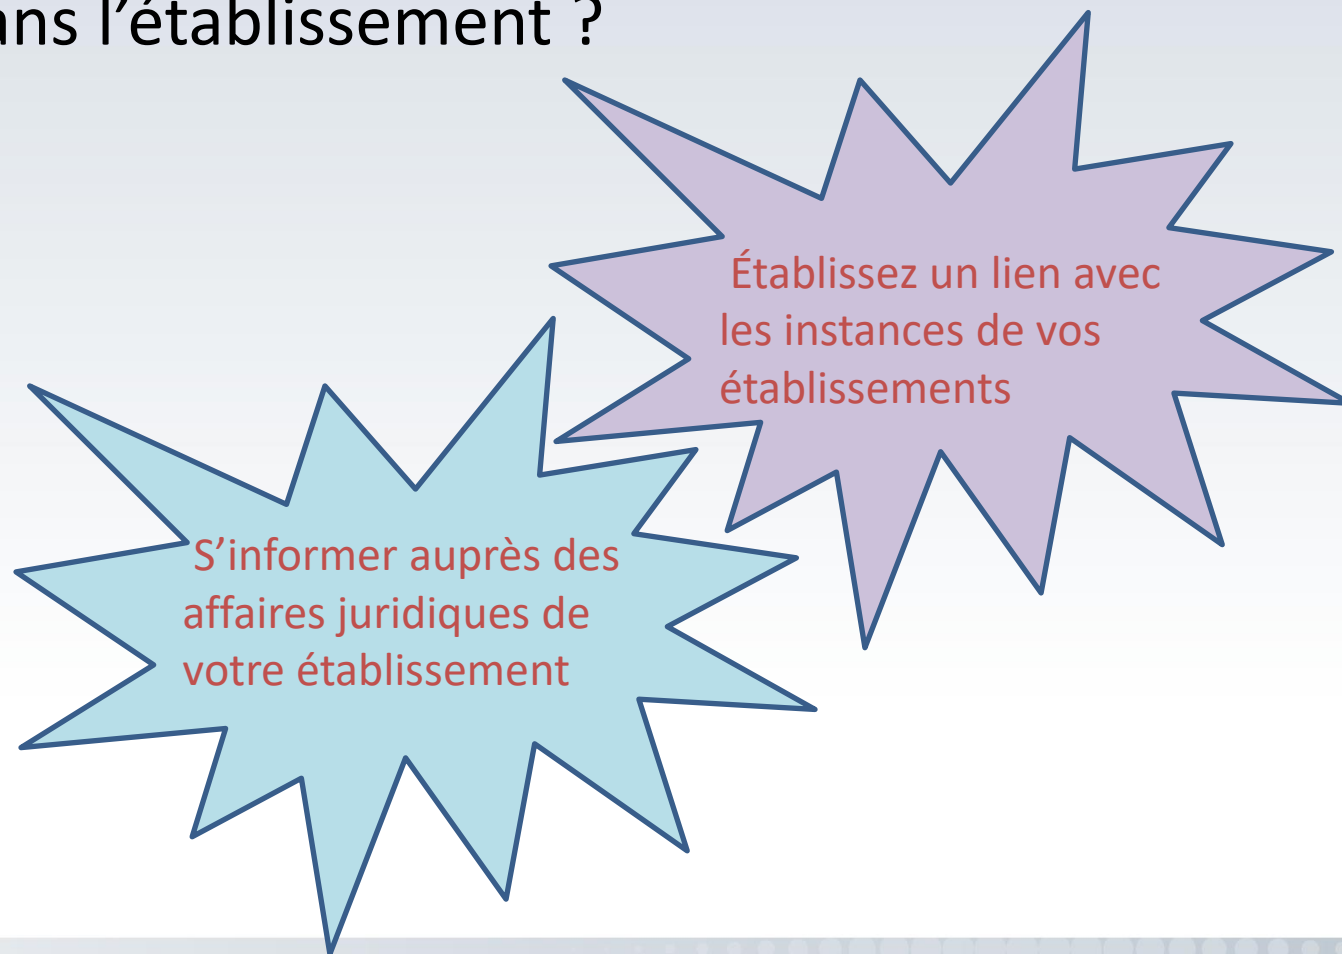 ans l’établissement ?
Établissez un lien avec
les instances de vos
établissements
S’informer auprès des
affaires juridiques de
votre établissement